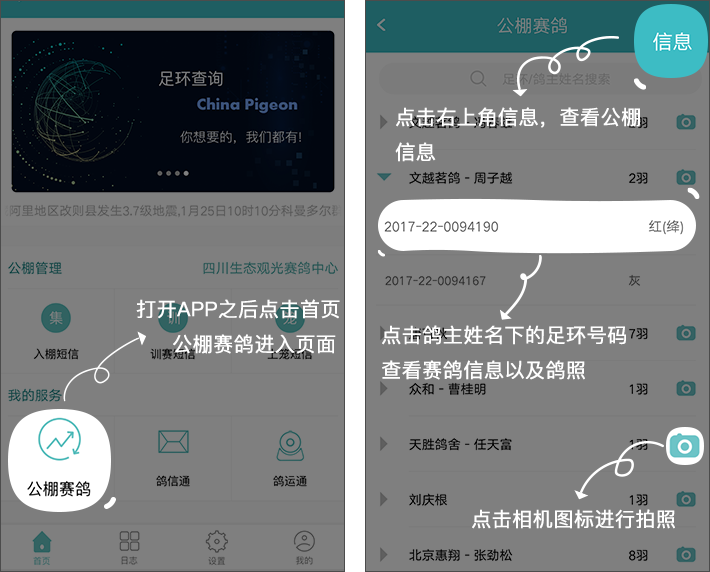 足环查询
China Pigeon
你想要的，我们都有!
阿里地区改则县发生3.7级地震,1月25日10时10分科曼多尔
公棚管理
四川生态观光赛鸽中心
集
训
笼
打开APP之后点击首页
公棚赛鸽进入页面
入棚短信
训赛短信
上笼短信
我的服务
公棚赛鸽
鸽信通
鸽运通
首页
日志
设置
我的
公棚赛鸽
信息
足环/鸽主姓名搜索
点击右上角信息，查看公棚
信息
文越茗鸽 - 周子越
2羽
2017-22-0094190
红(绛)
2017-22-0094167
灰
点击鸽主姓名下的足环号码
7羽
查看赛鸽信息以及鸽照
众和 - 曹桂明
1羽
天胜鸽舍 - 任天富
1羽
刘庆根
1羽
点击相机图标进行拍照
北京惠翔 - 张劲松
8羽